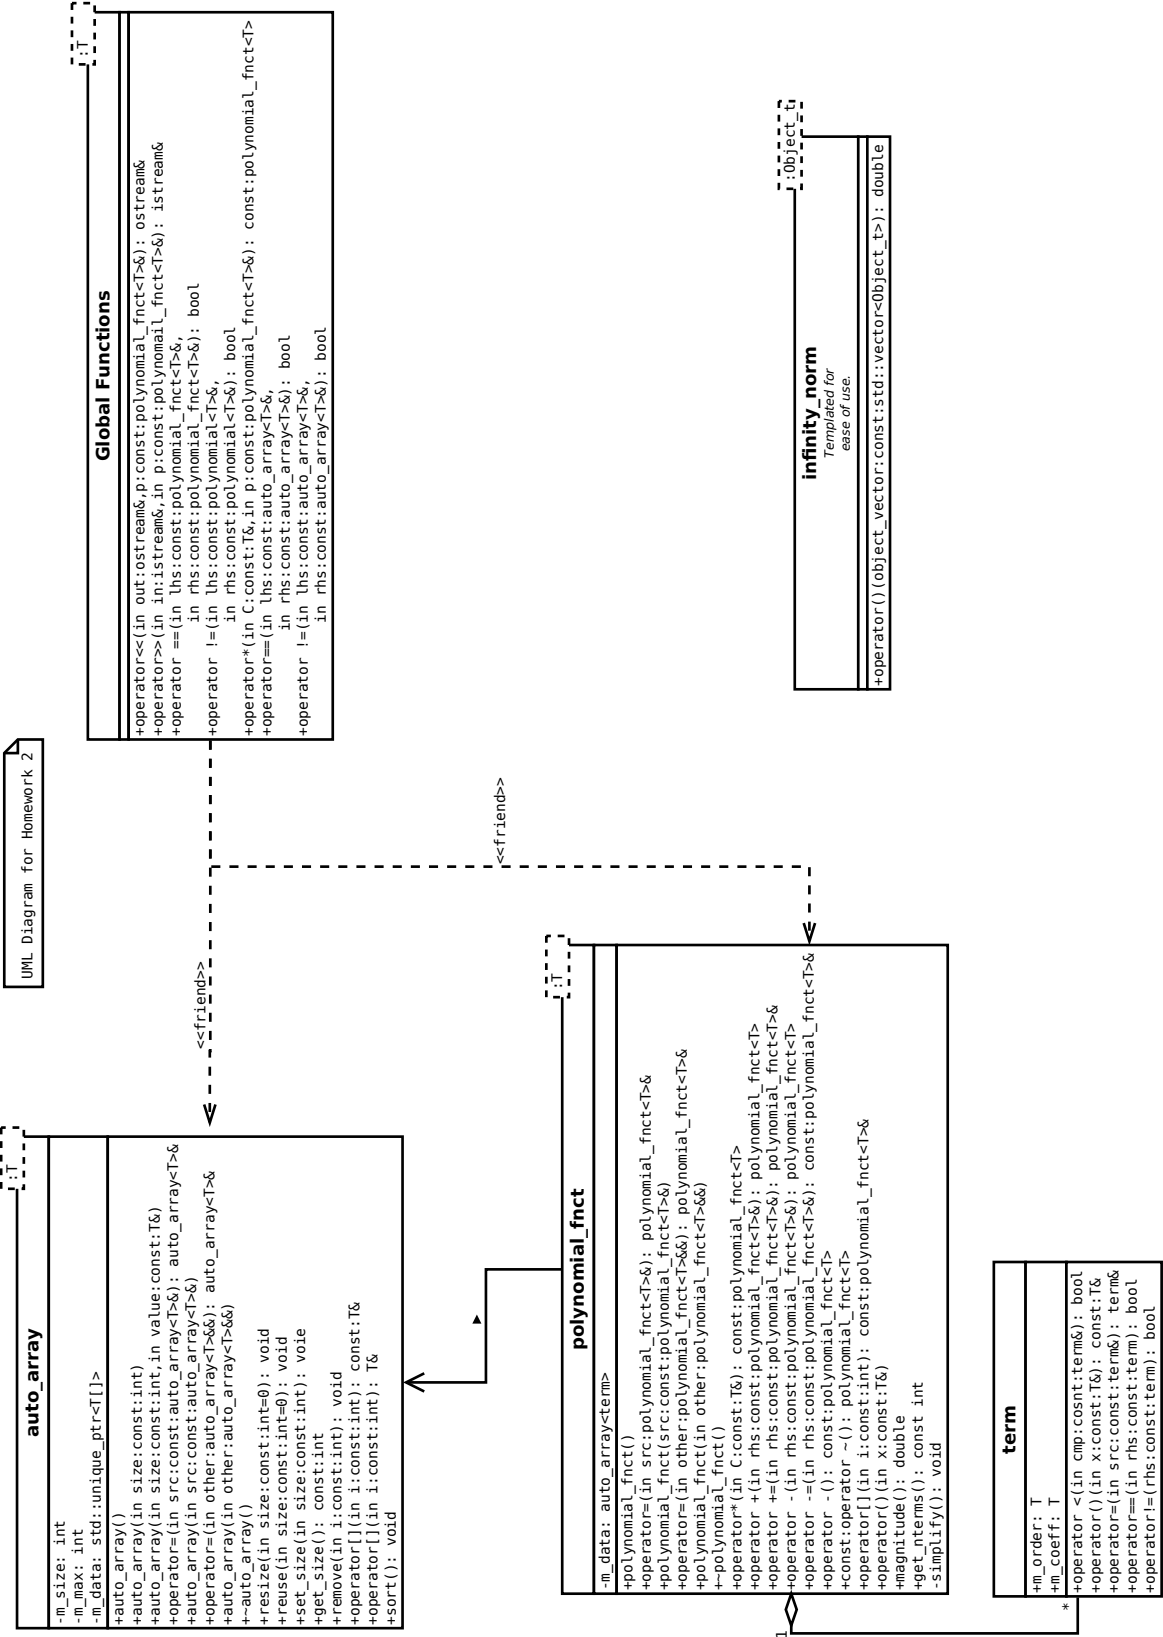 UML Diagram for Homework 2
:T
auto_array
-m_size: int
-m_max: int
-m_data: std::unique_ptr<T[]>
+auto_array()
+auto_array(in size:const:int)
+auto_array(in size:const:int,in value:const:T&)
+operator=(in src:const:auto_array<T>&): auto_array<T>&
+auto_array(in src:const:auto_array<T>&)
+operator=(in other:auto_array<T>&&): auto_array<T>&
+auto_array(in other:auto_array<T>&&)
+~auto_array()
+resize(in size:const:int=0): void
+reuse(in size:const:int=0): void
+set_size(in size:const:int): voie
+get_size(): const:int
+remove(in i:const:int): void
+operator[](in i:const:int): const:T&
+operator[](in i:const:int): T&
+sort(): void
<<friend>>
:T
Global Functions
+operator<<(in out:ostream&,p:const:polynomial_fnct<T>&): ostream&
+operator>>(in in:istream&,in p:const:polynomail_fnct<T>&): istream&
+operator ==(in lhs:const:polynomial_fnct<T>&,
in rhs:const:polynomial_fnct<T>&): bool
+operator !=(in lhs:const:polynomial<T>&,
in rhs:const:polynomial<T>&): bool
+operator*(in C:const:T&,in p:const:polynomial_fnct<T>&): const:polynomial_fnct<T>
+operator==(in lhs:const:auto_array<T>&,
in rhs:const:auto_array<T>&): bool
+operator !=(in lhs:const:auto_array<T>&,
in rhs:const:auto_array<T>&): bool
<<friend>>
:T
polynomial_fnct
-m_data: auto_array<term>
+polynomial_fnct()
+operator=(in src:polynomial_fnct<T>&): polynomial_fnct<T>&
+polynomial_fnct(src:const:polynomial_fnct<T>&)
+operator=(in other:polynomial_fnct<T>&&): polynomial_fnct<T>&
+polynomial_fnct(in other:polynomial_fnct<T>&&)
+~polynomial_fnct()
+operator*(in C:const:T&): const:polynomial_fnct<T>
+operator +(in rhs:const:polynomial_fnct<T>&): polynomial_fnct<T>
+operator +=(in rhs:const:polynomial_fnct<T>&): polynomial_fnct<T>&
+operator -(in rhs:const:polynomial_fnct<T>&): polynomial_fnct<T>
+operator -=(in rhs:const:polynomial_fnct<T>&): const:polynomial_fnct<T>&
+operator -(): const:polynomial_fnct<T>
+const:operator ~(): polynomial_fnct<T>
+operator[](in i:const:int): const:polynomial_fnct<T>&
+operator()(in x:const:T&)
+magnitude(): double
+get_nterms(): const int
-simplify(): void
1
*
:Object_t
infinity_norm
Templated for
ease of use.
+operator()(object_vector:const:std::vector<Object_t>): double
term
+m_order: T
+m_coeff: T
+operator <(in cmp:cosnt:term&): bool
+operator()(in x:const:T&): const:T&
+operator=(in src:const:term&): term&
+operator==(in rhs:const:term): bool
+operator!=(rhs:const:term): bool